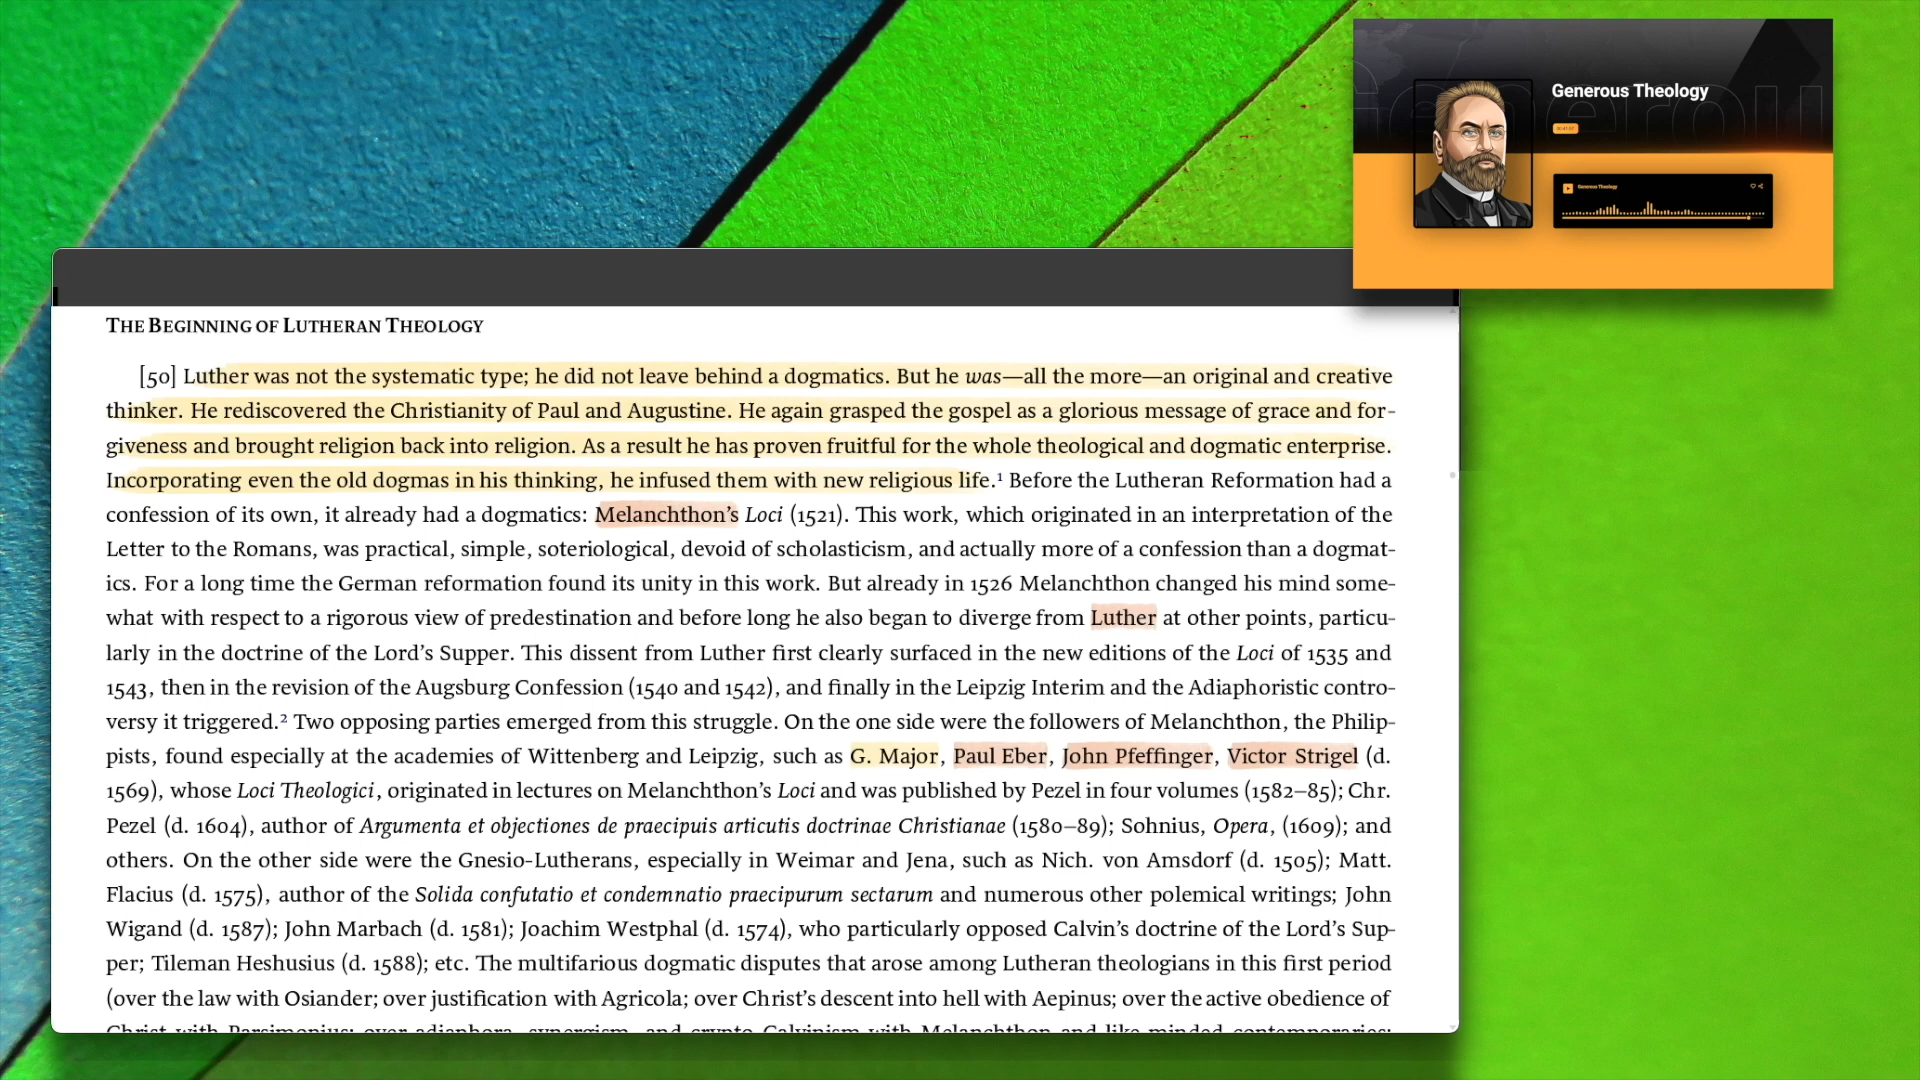 Generous Theology
Generous Theology
THE BEGINNING OF LUTHERAN THEOLOGY
[50] Luther was not the systematic type; he did not leave behind a dogmatics. But he was—all the more—an original and creative
thinker. He rediscovered the Christianity of Paul and Augustine. He again grasped the gospel as a glorious message of grace and for-
giveness and brought religion back into religion. As a result he has proven fruitful for the whole theological and dogmatic enterprise.
Incorporating even the old dogmas in his thinking, he infused them with new religious life.¹ Before the Lutheran Reformation had a
confession of its own, it already had a dogmatics: Melanchthon’s Loci (1521). This work, which originated in an interpretation of the
Letter to the Romans, was practical, simple, soteriological, devoid of scholasticism, and actually more of a confession than a dogmat-
ics. For a long time the German reformation found its unity in this work. But already in 1526 Melanchthon changed his mind some-
what with respect to a rigorous view of predestination and before long he also began to diverge from Luther at other points, particu-
larly in the doctrine of the Lord’s Supper. This dissent from Luther first clearly surfaced in the new editions of the Loci of 1535 and
1543, then in the revision of the Augsburg Confession (1540 and 1542), and finally in the Leipzig Interim and the Adiaphoristic contro-
versy it triggered.² Two opposing parties emerged from this struggle. On the one side were the followers of Melanchthon, the Philip-
pists, found especially at the academies of Wittenberg and Leipzig, such as G. Major, Paul Eber, John Pfeffinger, Victor Strigel (d.
1569), whose Loci Theologici, originated in lectures on Melanchthon’s Loci and was published by Pezel in four volumes (1582–85); Chr.
Pezel (d. 1604), author of Argumenta et objectiones de praecipuis articutis doctrinae Christianae (1580–89); Sohnius, Opera, (1609); and
others. On the other side were the Gnesio-Lutherans, especially in Weimar and Jena, such as Nich. von Amsdorf (d. 1505); Matt.
Flacius (d. 1575), author of the Solida confutatio et condemnatio praecipurum sectarum and numerous other polemical writings; John
Wigand (d. 1587); John Marbach (d. 1581); Joachim Westphal (d. 1574), who particularly opposed Calvin’s doctrine of the Lord’s Sup-
per; Tileman Heshusius (d. 1588); etc. The multifarious dogmatic disputes that arose among Lutheran theologians in this first period
(over the law with Osiander; over justification with Agricola; over Christ’s descent into hell with Aepinus; over the active obedience of
Christ with Parsimonius; over adiaphora, synergism, and crypto-Calvinism with Melanchthon and like-minded contemporaries;